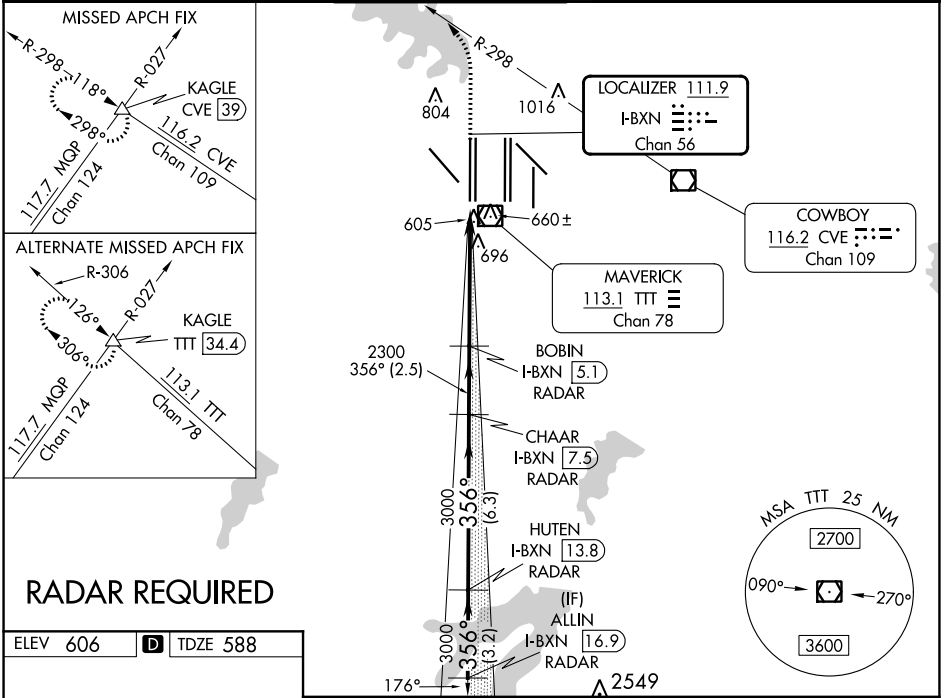 MISSED APCH FIX
R-298
118°
R-027
KAGLE
CVE 39
298°
116.2 CVE
Chan 109
117.7 MQP
Chan 124
ALTERNATE MISSED APCH FIX
R-306
126°
R-027
KAGLE
TTT 34.4
306°
113.1 TTT
Chan 78
117.7 MQP
Chan 124
RADAR REQUIRED
ELEV 606
D
TDZE 588
R-298
804
1016
LOCALIZER 111.9
I-BXN
Chan 56
COWBOY
116.2 CVE
Chan 109
605
660 ±
696
MAVERICK
113.1 TTT
Chan 78
2300
356° (2.5)
BOBIN
I-BXN 5.1
RADAR
CHAAR
I-BXN 7.5
RADAR
3000
356°
(6.3)
HUTEN
I-BXN 13.8
RADAR
(IF)
ALLIN
I-BXN 16.9
RADAR
3000
356°
(3.2)
176°
2549
MSA TTT 25 NM
2700
090°
270°
3600